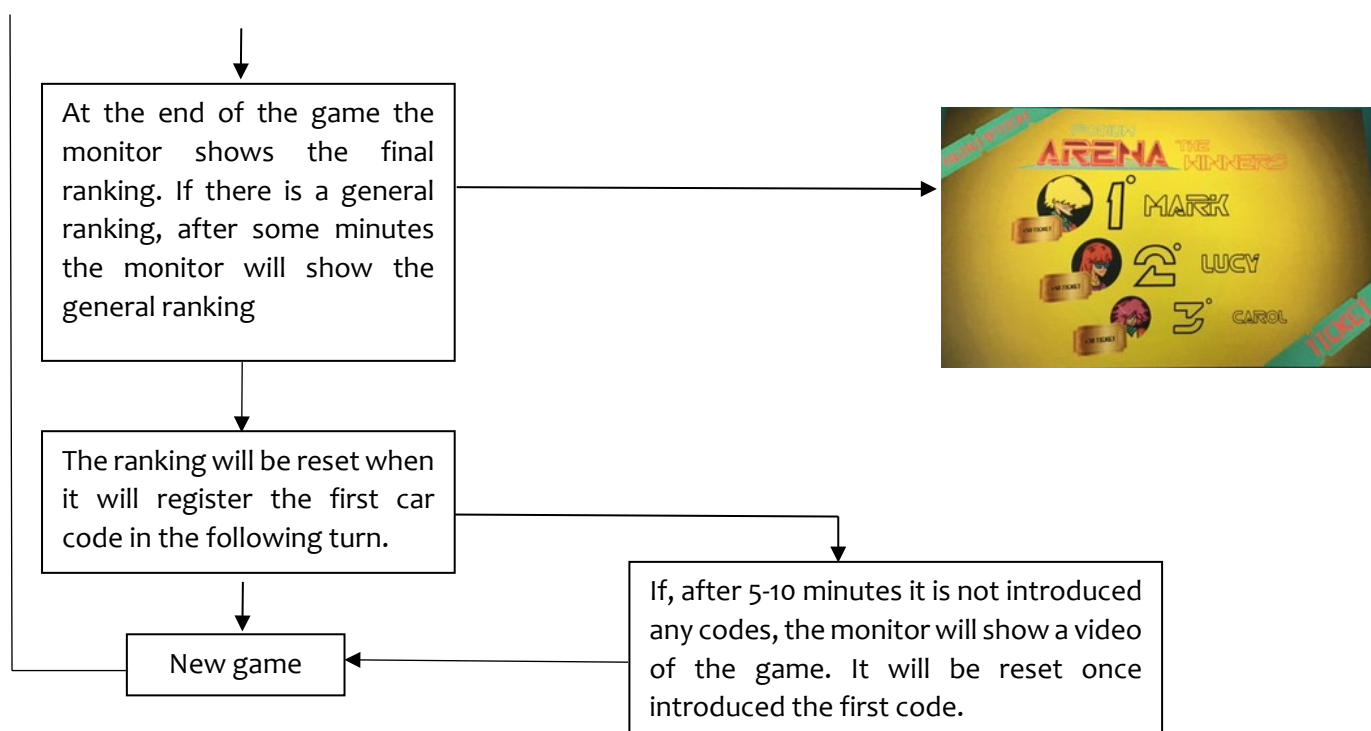 At the end of the game the
monitor shows the final
ranking. If there is a general
ranking, after some minutes
the monitor will show the
general ranking
PODIUM
ARENA THE
WINNERS
1° MARK
2° LUCY
3° CAROL
TICKET
The ranking will be reset when
it will register the first car
code in the following turn.
If, after 5-10 minutes it is not introduced
any codes, the monitor will show a video
of the game. It will be reset once
introduced the first code.
New game